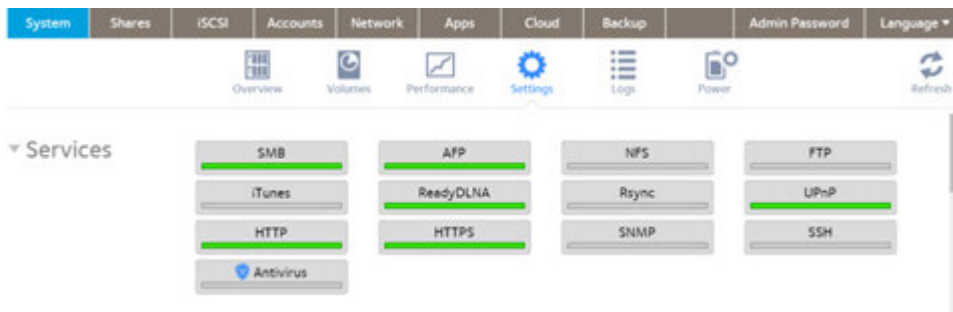 System Shares iSCSI Accounts Network Apps Cloud Backup Admin Password Language
Overview Volumes Performance Settings Logs Power Refresh
Services
SMB AFP NFS FTP
iTunes ReadyDLNA Rsync UPnP
HTTP HTTPS SNMP SSH
Antivirus